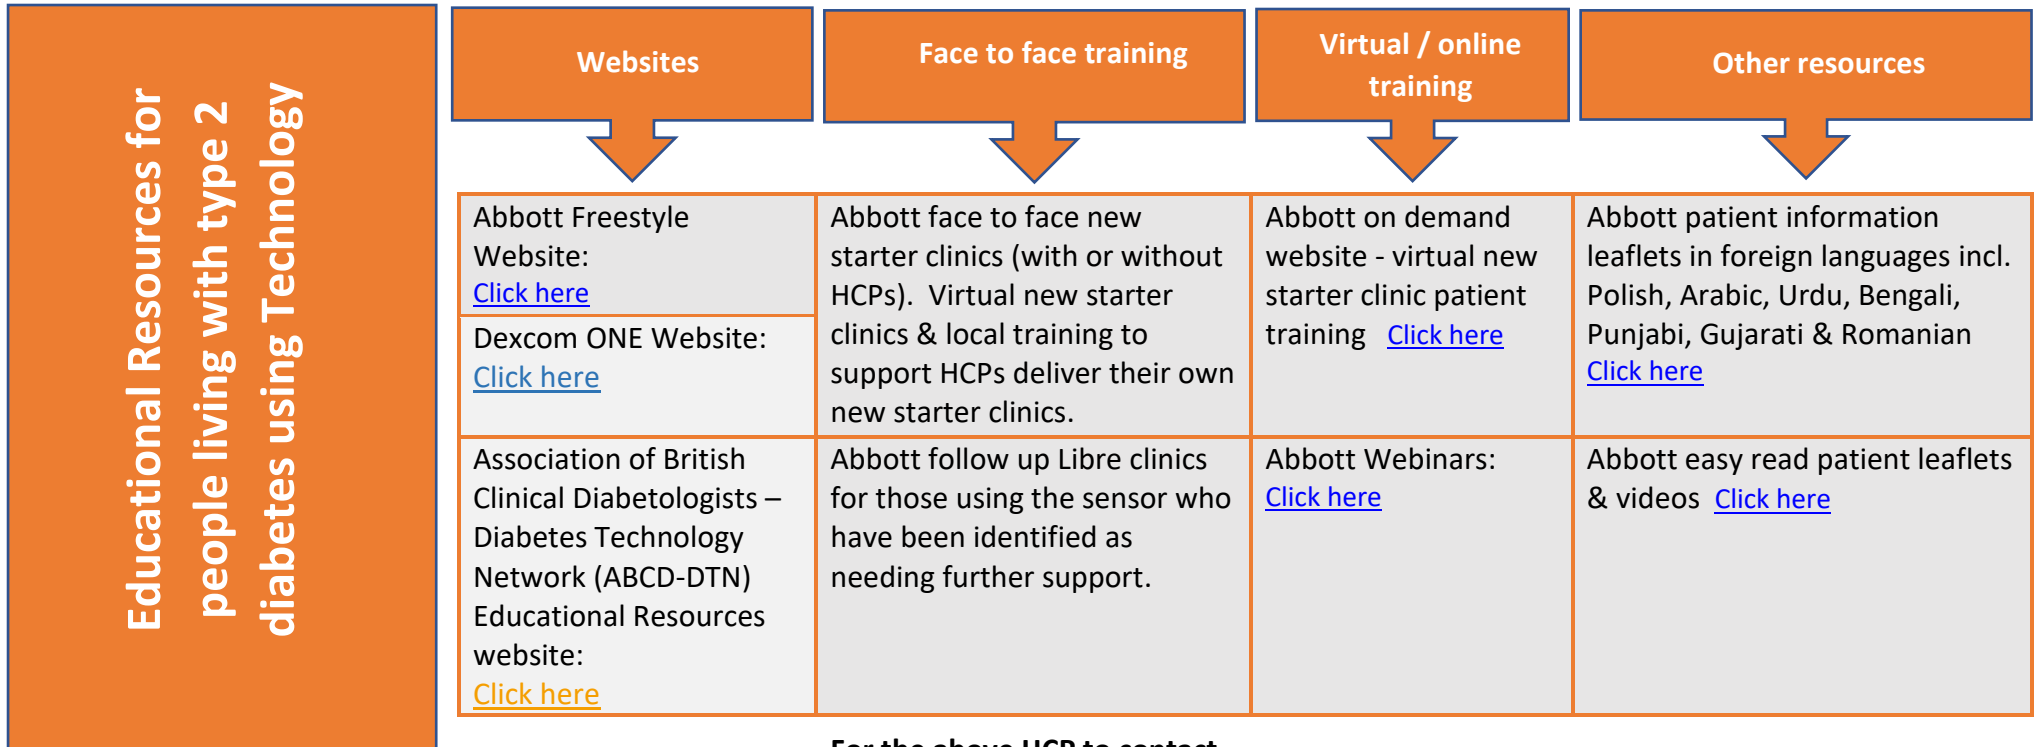 Educational Resources for
people living with type 2
diabetes using Technology
Websites
Face to face training
Virtual / online
training
Other resources
Abbott Freestyle
Website:
Click here
Dexcom ONE Website:
Click here
Abbott face to face new
starter clinics (with or without
HCPs).  Virtual new starter
clinics & local training to
support HCPs deliver their own
new starter clinics.
Abbott on demand
website - virtual new
starter clinic patient
training   Click here
Abbott patient information
leaflets in foreign languages incl.
Polish, Arabic, Urdu, Bengali,
Punjabi, Gujarati & Romanian
Click here
Association of British
Clinical Diabetologists –
Diabetes Technology
Network (ABCD-DTN)
Educational Resources
website:
Click here
Abbott follow up Libre clinics
for those using the sensor who
have been identified as
needing further support.
Abbott Webinars:
Click here
Abbott easy read patient leaflets
& videos  Click here
For the above HCP to contact